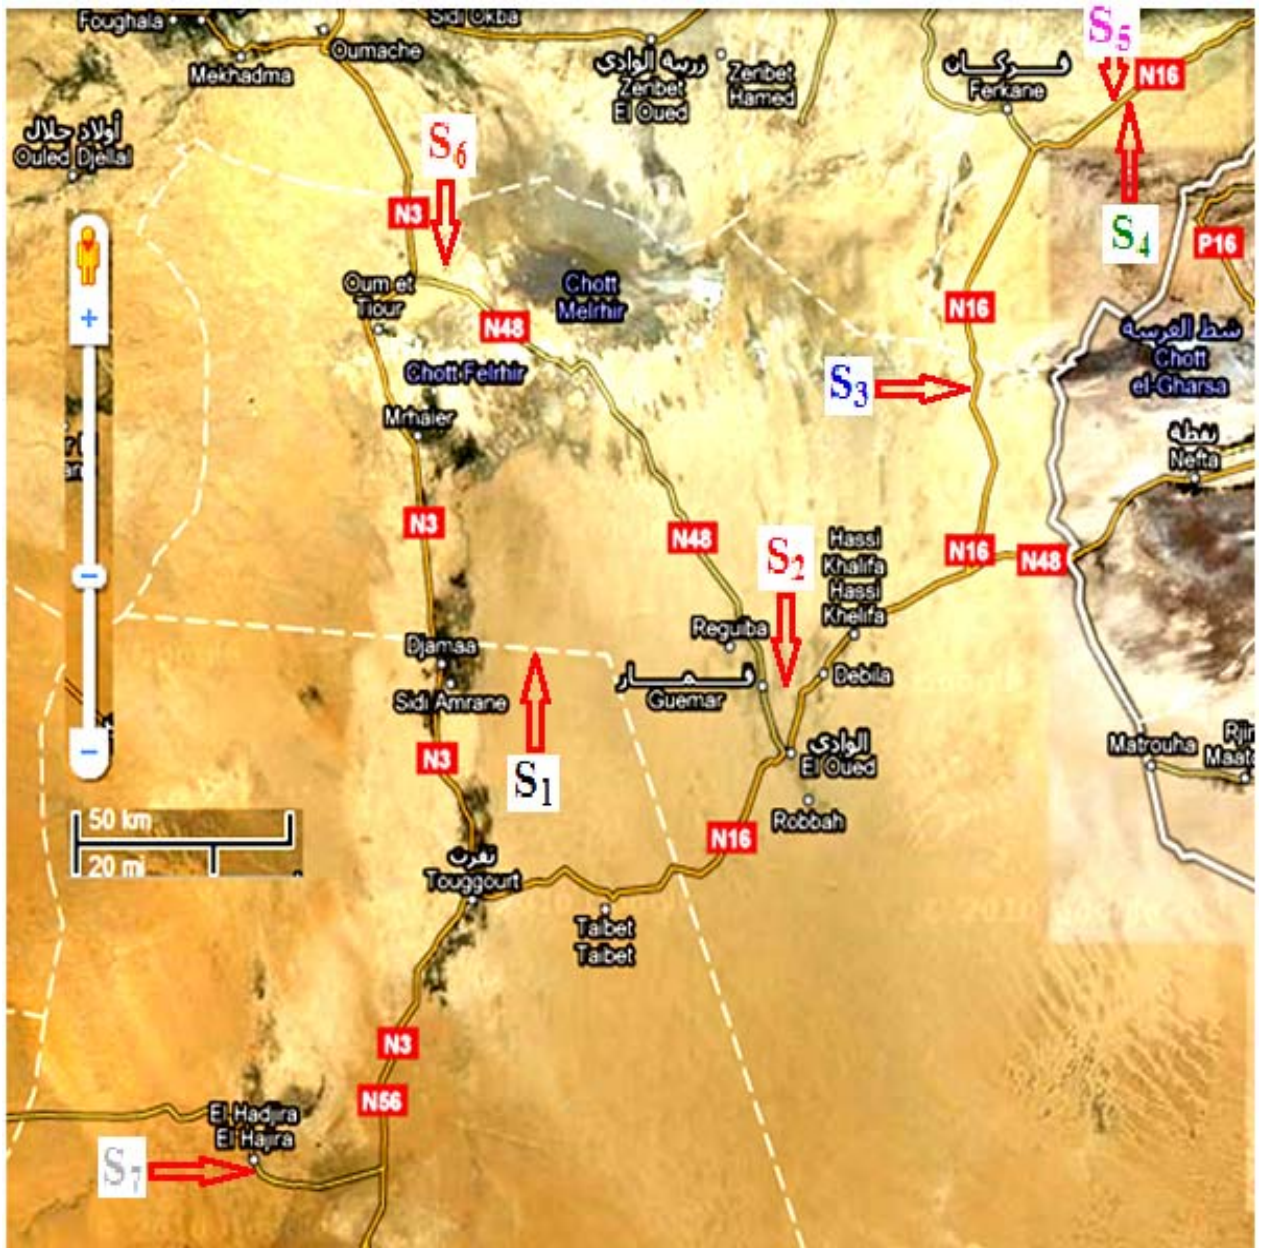 Foughala
Oumache
Mekhadma
Sidi Okba
زريبة الوادي
Zeribet
El Oued
Zeribet
Hamed
فــركــان
Ferkane
S5
N16
أولاد جلال
Ouled Djellal
S6
N3
S4
P16
Oum et
Tiour
Chott
Melrhir
N48
N16
شط الغرسة
Chott
el-Gharsa
Chott Felrhir
S3
Mrhaier
نفطة
Nefta
N3
N48
S2
Hassi
Khalifa
Hassi
Khelifa
N16
N48
Djamaa
Sidi Amrane
Reguiba
قــمــار
Guemar
Debila
N3
S1
الوادي
El Oued
Matrouha
Robbah
50 km
20 mi
N16
تقرت
Touggourt
Taibet
Taibet
N3
N56
El Hadjira
El Hajira
S7